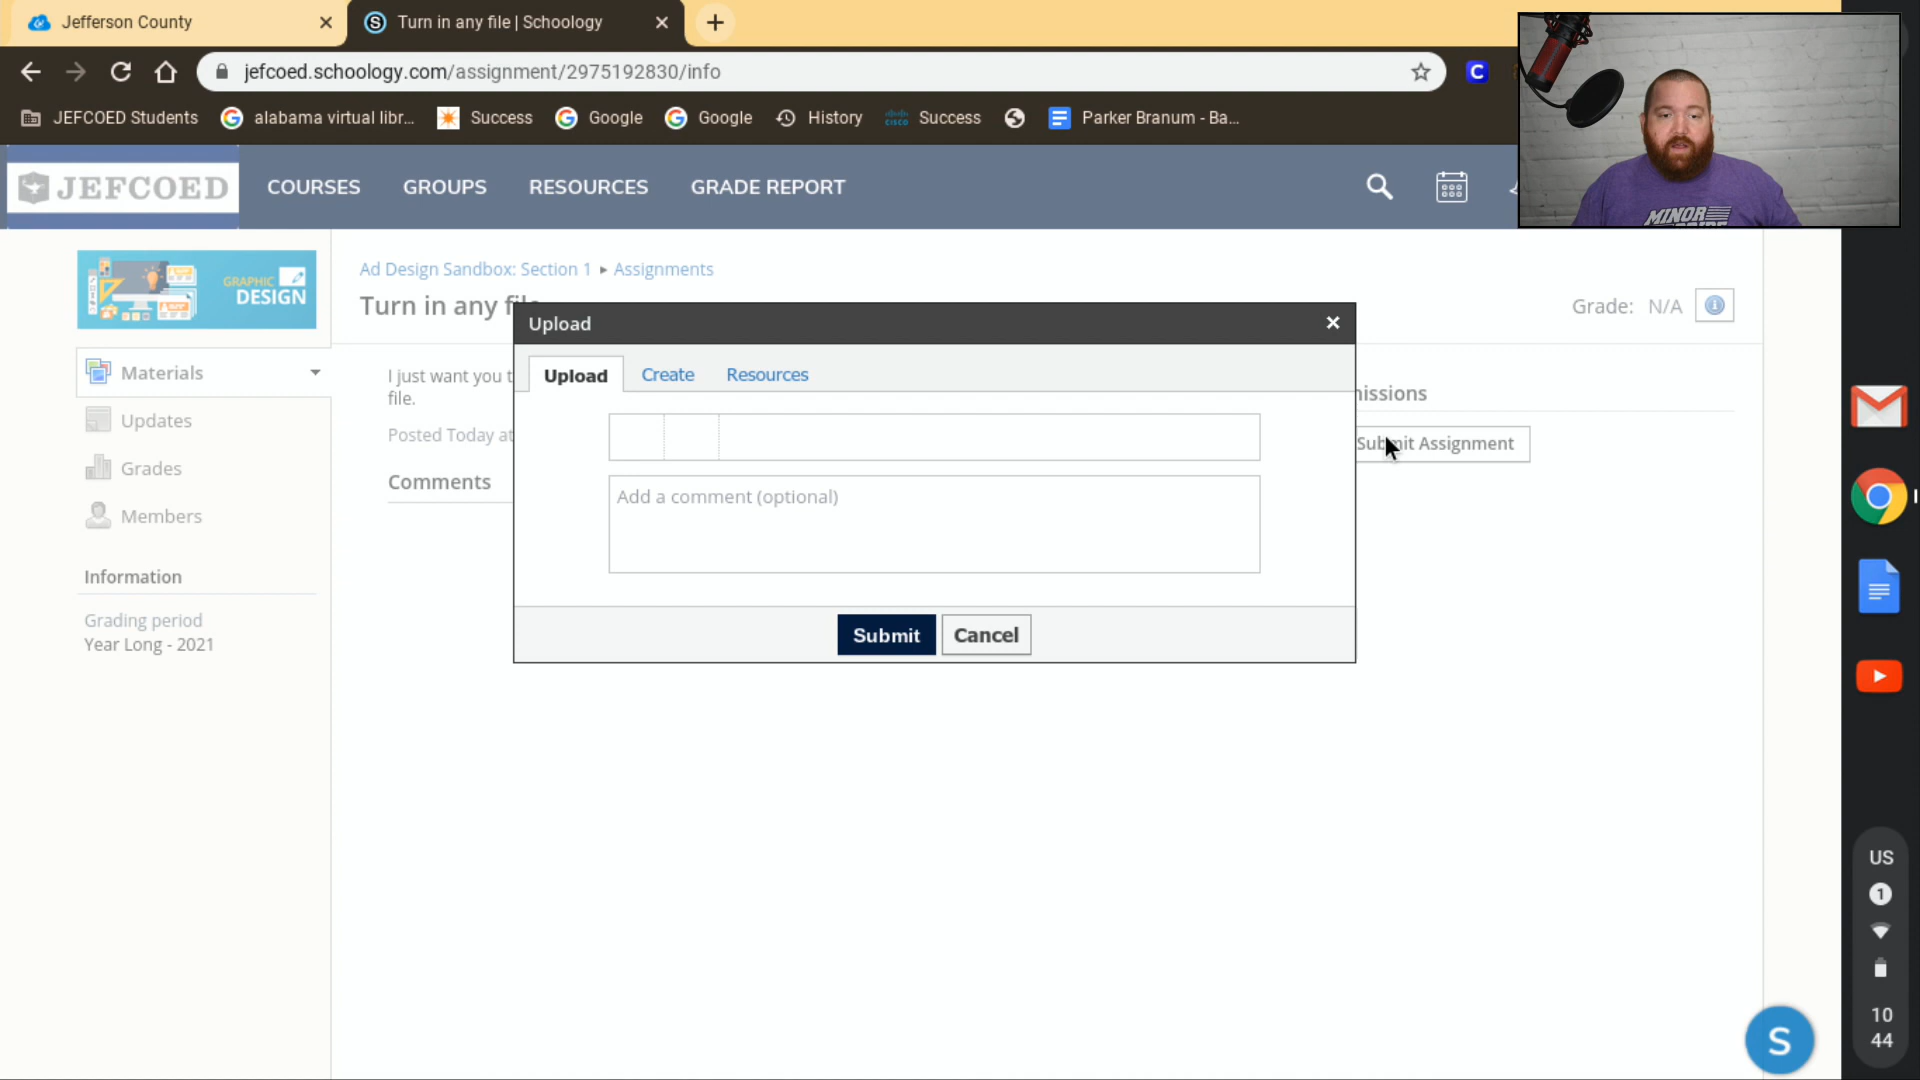 Jefferson County
Turn in any file | Schoology
jefcoed.schoology.com/assignment/2975192830/info
C
JEFCOED Students
alabama virtual libr...
Success
Google
Google
History
cisco
Success
Parker Branum - Ba...
JEFCOED
COURSES
GROUPS
RESOURCES
GRADE REPORT
MINOR
GRAPHIC
DESIGN
Ad Design Sandbox: Section 1 ▸ Assignments
Turn in any file
Grade: N/A
Materials
Updates
Grades
Members
Information
Grading period
Year Long - 2021
I just want you t
file.
Posted Today at
Comments
Upload
Upload
Create
Resources
Add a comment (optional)
Submit
Cancel
missions
Submit Assignment
US
1
10
44
S